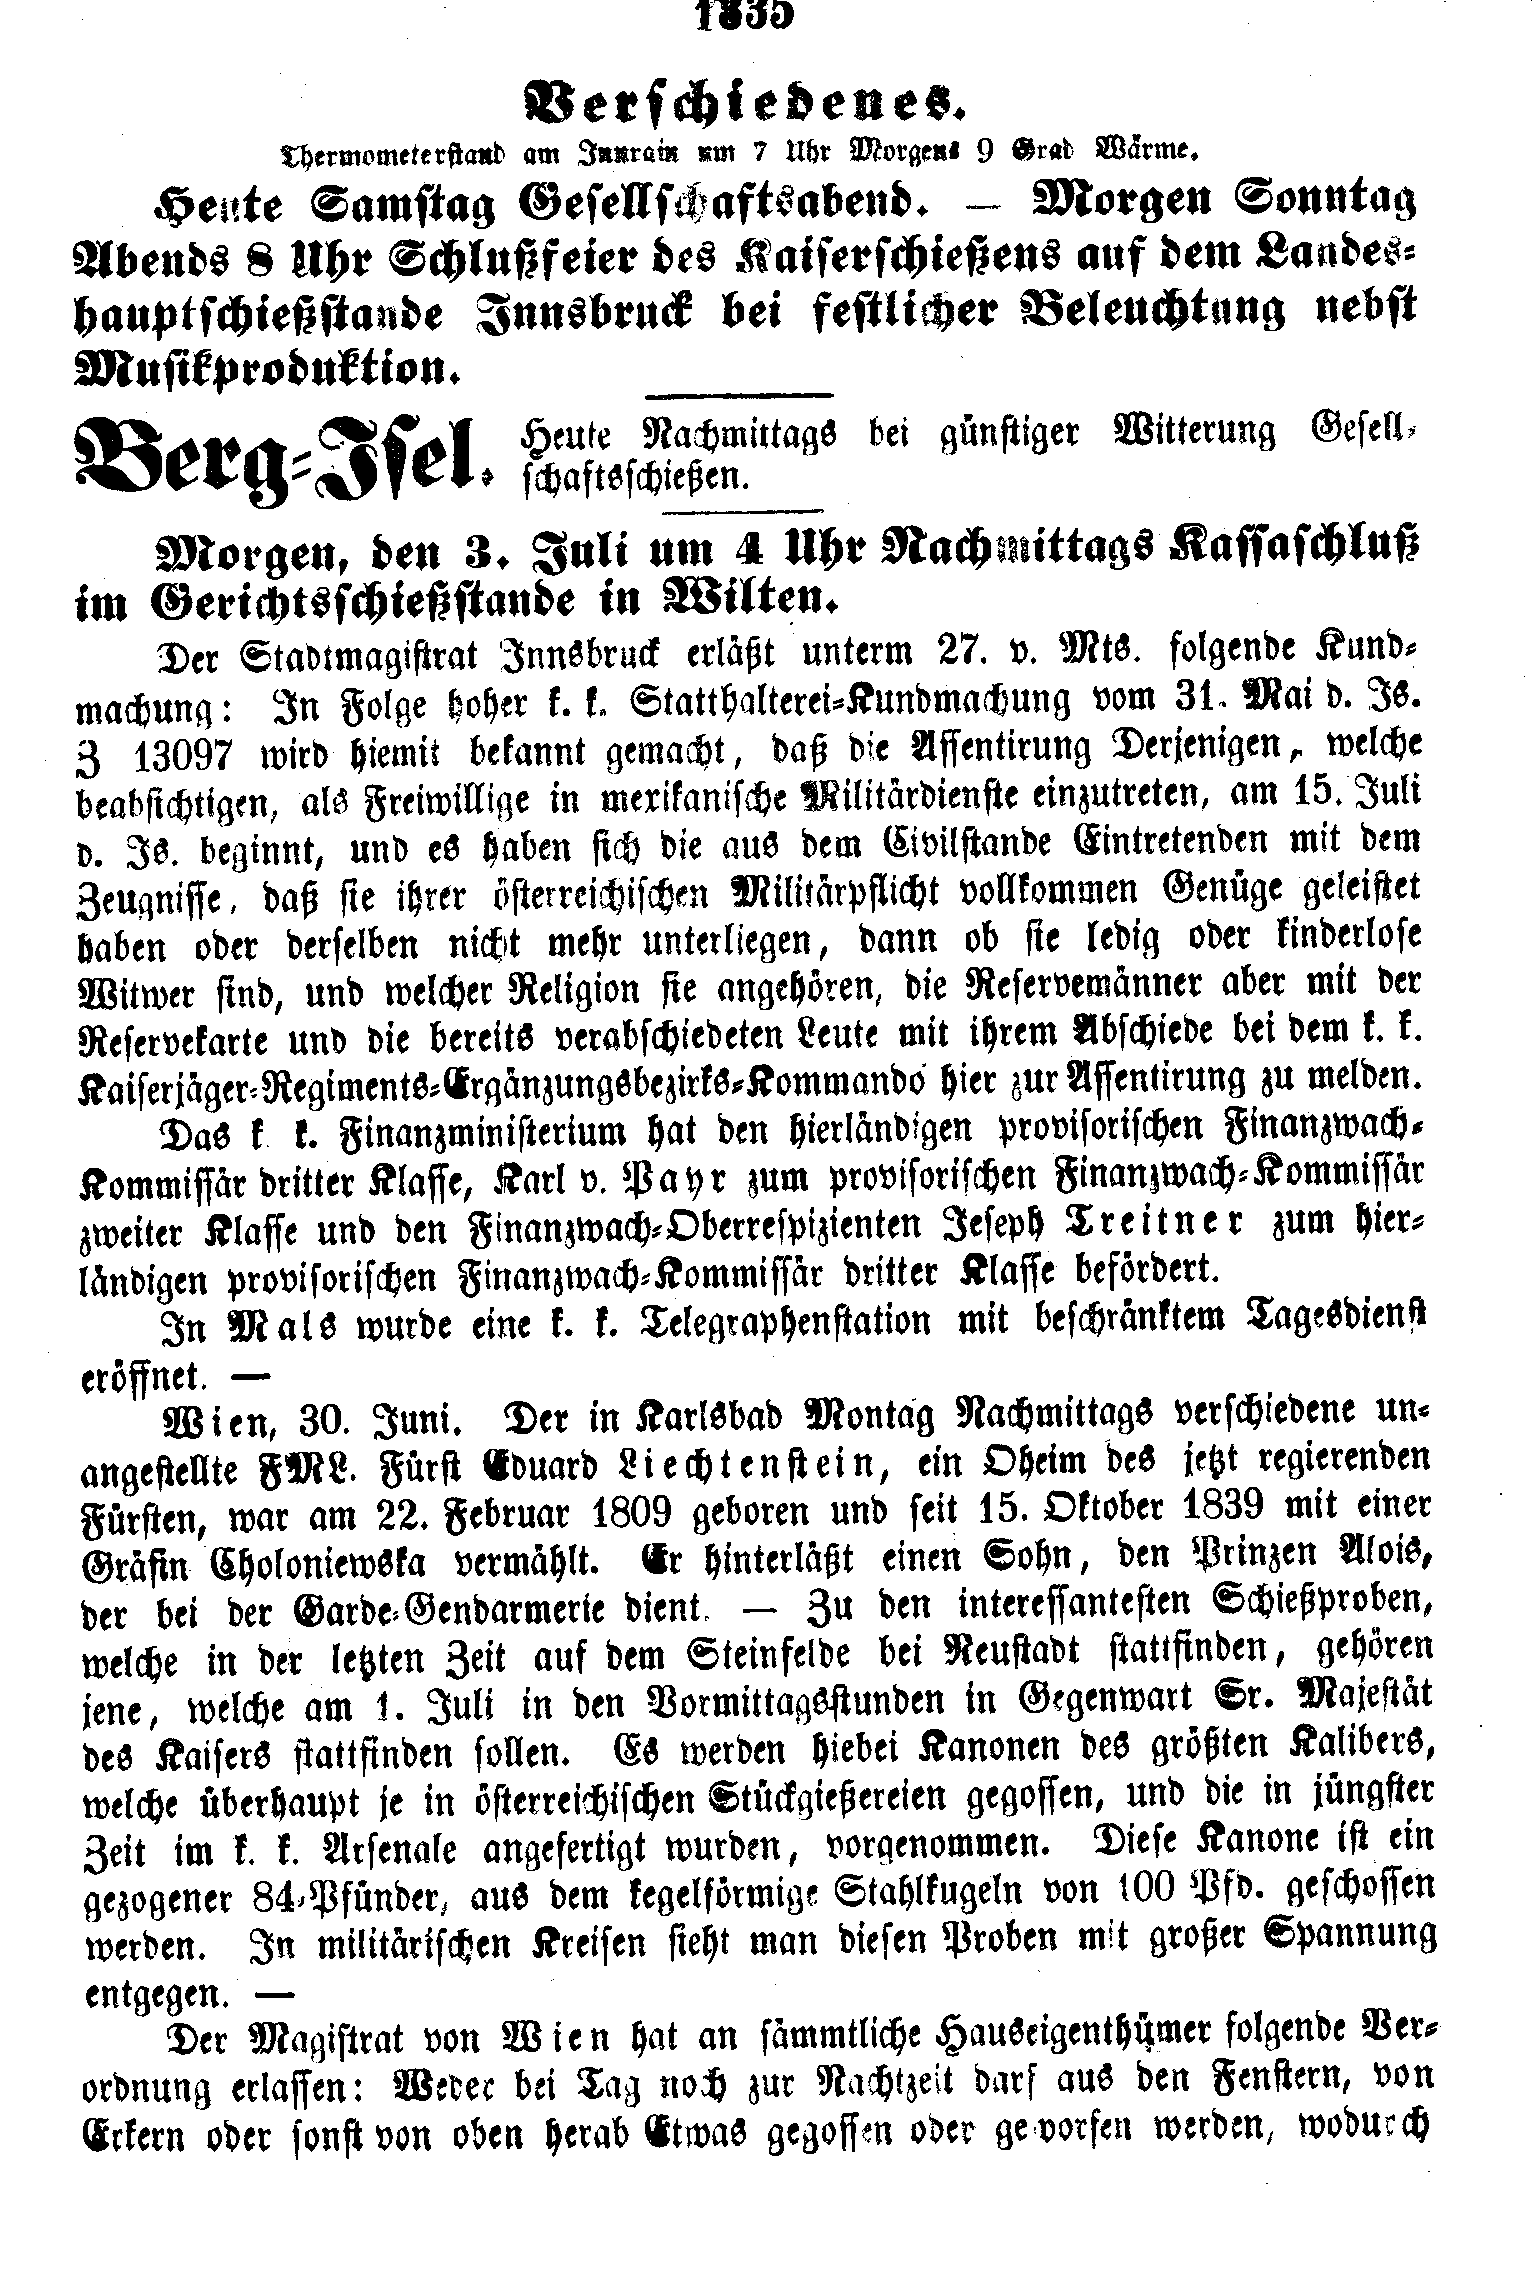 1335
Verschiedenes.
Thermometerstand am Innrain um 7 Uhr Morgens 9 Grad Wärme.
Heute Samstag Gesellschaftsabend. — Morgen Sonntag
Abends 8 Uhr Schlußfeier des Kaiserschießens auf dem Landes-
hauptschießstande Innsbruck bei festlicher Beleuchtung nebst
Musikproduktion.
Berg-Isel. Heute Nachmittags bei günstiger Witterung Gesell-
schaftsschießen.
Morgen, den 3. Juli um 4 Uhr Nachmittags Kassaschluß
im Gerichtsschießstande in Wilten.
Der Stadtmagistrat Innsbruck erläßt unterm 27. v. Mts. folgende Kund-
machung: In Folge hoher k. k. Statthalterei-Kundmachung vom 31. Mai d. Js.
Z 13097 wird hiemit bekannt gemacht, daß die Assentirung Derjenigen, welche
beabsichtigen, als Freiwillige in mexikanische Militärdienste einzutreten, am 15. Juli
d. Js. beginnt, und es haben sich die aus dem Civilstande Eintretenden mit dem
Zeugnisse, daß sie ihrer österreichischen Militärpflicht vollkommen Genüge geleistet
haben oder derselben nicht mehr unterliegen, dann ob sie ledig oder kinderlose
Witwer sind, und welcher Religion sie angehören, die Reservemänner aber mit der
Reservekarte und die bereits verabschiedeten Leute mit ihrem Abschiede bei dem k. k.
Kaiserjäger-Regiments-Ergänzungsbezirks-Kommando hier zur Assentirung zu melden.
Das k k. Finanzministerium hat den hierländigen provisorischen Finanzwach-
Kommissär dritter Klasse, Karl v. Payr zum provisorischen Finanzwach-Kommissär
zweiter Klasse und den Finanzwach-Oberrespizienten Jeseph Treitner zum hier-
ländigen provisorischen Finanzwach-Kommissär dritter Klasse befördert.
In Mals wurde eine k. k. Telegraphenstation mit beschränktem Tagesdienst
eröffnet. —
Wien, 30. Juni. Der in Karlsbad Montag Nachmittags verschiedene un-
angestellte FML. Fürst Eduard Liechtenstein, ein Oheim des jetzt regierenden
Fürsten, war am 22. Februar 1809 geboren und seit 15. Oktober 1839 mit einer
Gräfin Choloniewska vermählt. Er hinterläßt einen Sohn, den Prinzen Alois,
der bei der Garde-Gendarmerie dient. — Zu den interessantesten Schießproben,
welche in der letzten Zeit auf dem Steinfelde bei Neustadt stattfinden, gehören
jene, welche am 1. Juli in den Vormittagsstunden in Gegenwart Sr. Majestät
des Kaisers stattfinden sollen. Es werden hiebei Kanonen des größten Kalibers,
welche überhaupt je in österreichischen Stückgießereien gegossen, und die in jüngster
Zeit im k. k. Arsenale angefertigt wurden, vorgenommen. Diese Kanone ist ein
gezogener 84-Pfünder, aus dem kegelförmige Stahlkugeln von 100 Pfd. geschossen
werden. In militärischen Kreisen sieht man diesen Proben mit großer Spannung
entgegen. —
Der Magistrat von Wien hat an sämmtliche Hauseigenthümer folgende Ver-
ordnung erlassen: Weder bei Tag noch zur Nachtzeit darf aus den Fenstern, von
Erkern oder sonst von oben herab Etwas gegossen oder geworfen werden, wodurch